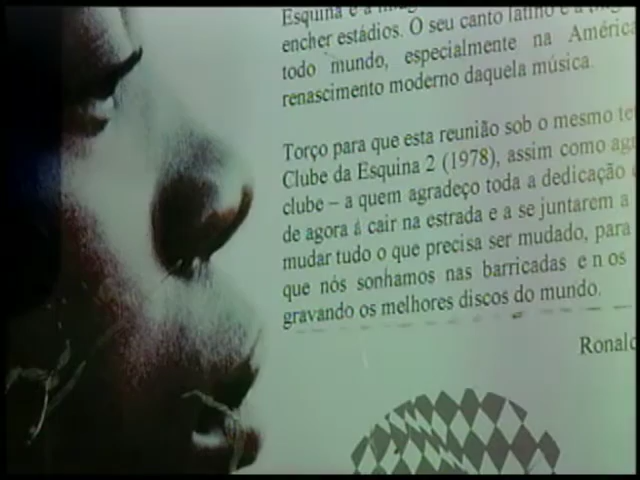 Esquina e a
encher estádios. O seu canto latino e a
todo mundo, especialmente na América
renascimento moderno daquela música.
Torço para que esta reunião sob o mesmo te
Clube da Esquina 2 (1978), assim como
clube – a quem agradeço toda a dedicação
de agora á cair na estrada e a se juntarem a
mudar tudo o que precisa ser mudado, para
que nós sonhamos nas barricadas e n os
gravando os melhores discos do mundo.
Ronald